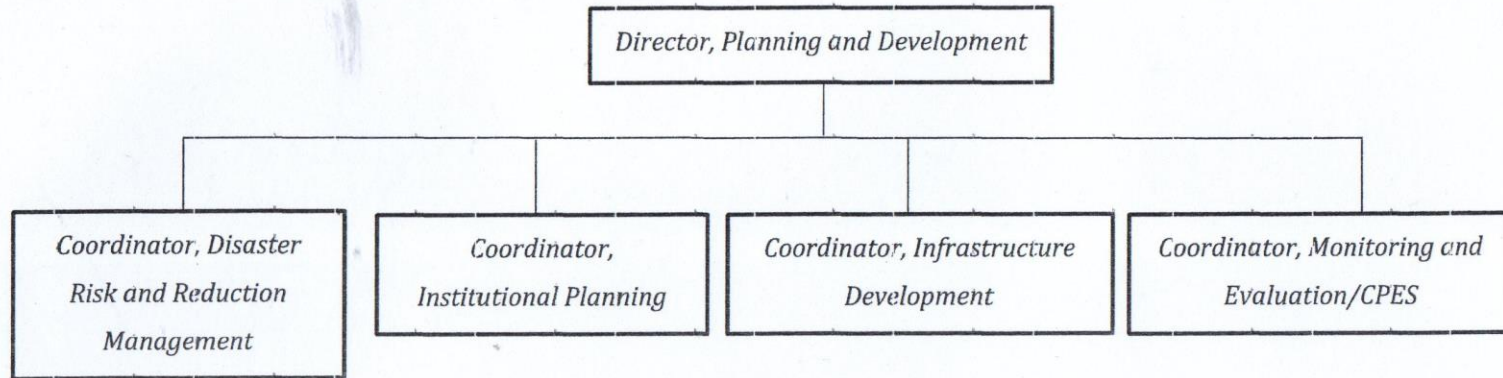 Director, Planning and Development
Coordinator, Disaster
Risk and Reduction
Management
Coordinator,
Institutional Planning
Coordinator, Infrastructure
Development
Coordinator, Monitoring and
Evaluation/CPES